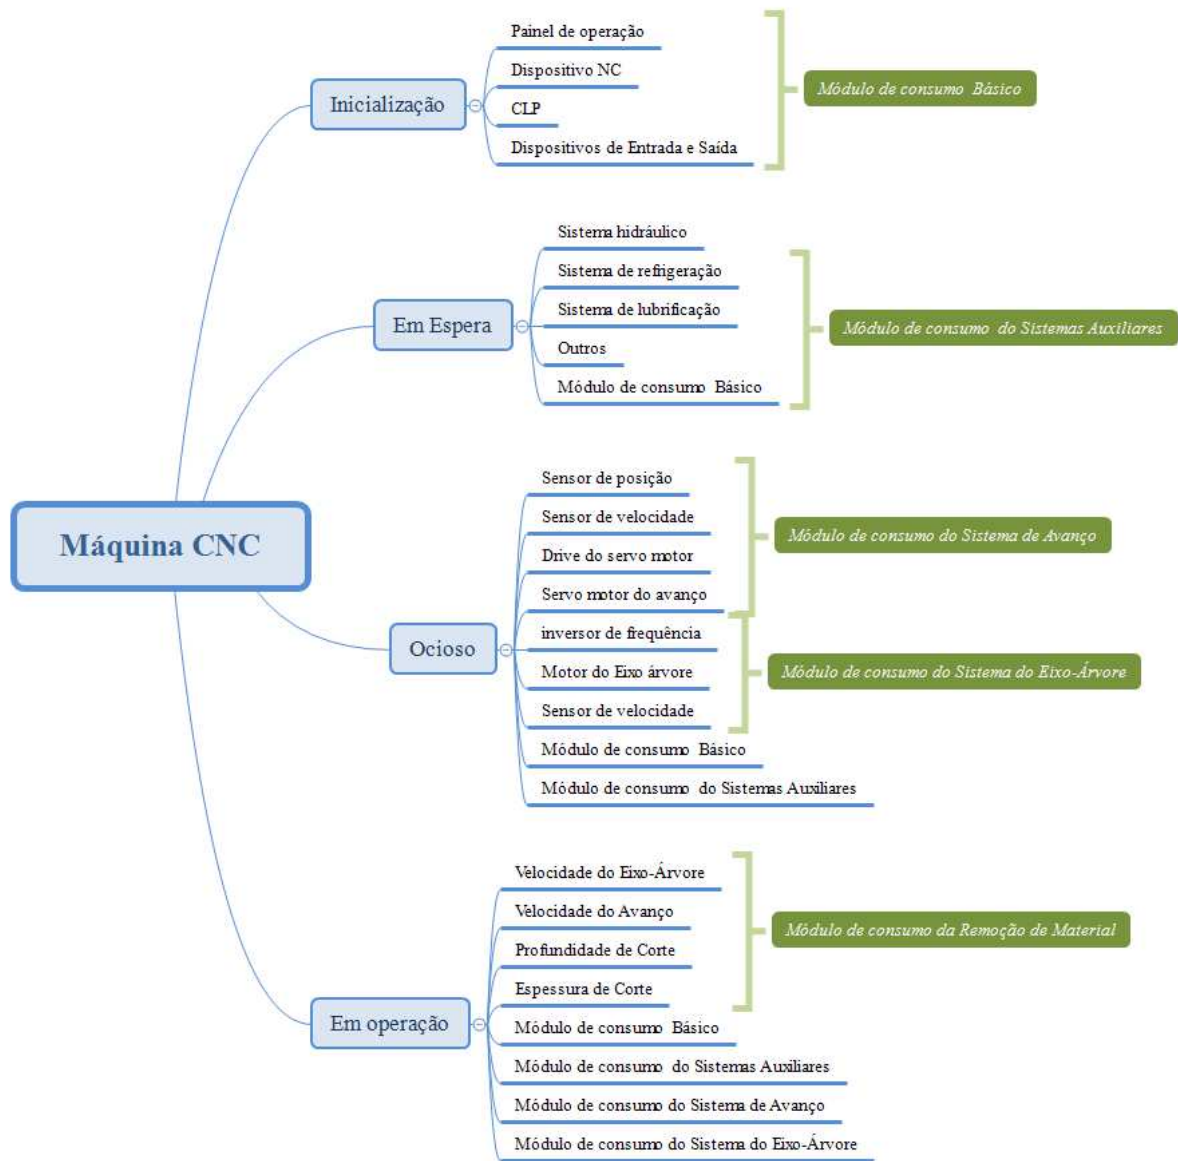 Máquina CNC
Inicialização
Painel de operação
Dispositivo NC
CLP
Dispositivos de Entrada e Saída
Módulo de consumo Básico
Em Espera
Sistema hidráulico
Sistema de refrigeração
Sistema de lubrificação
Outros
Módulo de consumo Básico
Módulo de consumo do Sistemas Auxiliares
Ocioso
Sensor de posição
Sensor de velocidade
Drive do servo motor
Servo motor do avanço
inversor de frequência
Motor do Eixo árvore
Sensor de velocidade
Módulo de consumo Básico
Módulo de consumo do Sistemas Auxiliares
Módulo de consumo do Sistema de Avanço
Módulo de consumo do Sistema do Eixo-Árvore
Em operação
Velocidade do Eixo-Árvore
Velocidade do Avanço
Profundidade de Corte
Espessura de Corte
Módulo de consumo Básico
Módulo de consumo do Sistemas Auxiliares
Módulo de consumo do Sistema de Avanço
Módulo de consumo do Sistema do Eixo-Árvore
Módulo de consumo da Remoção de Material